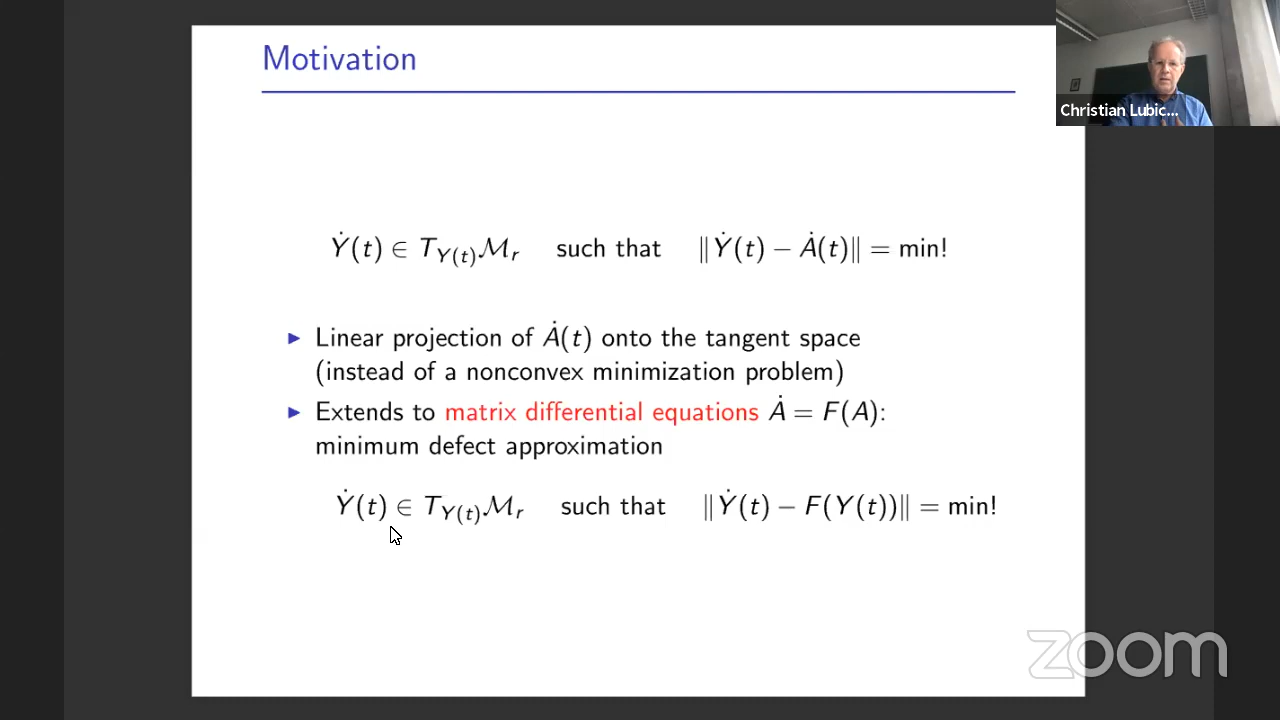 Motivation
Christian Lubic...
Ẏ(t) ∈ T_{Y(t)}ℳ_r such that ‖Ẏ(t) − Ȧ(t)‖ = min!
▶ Linear projection of Ȧ(t) onto the tangent space
(instead of a nonconvex minimization problem)
▶ Extends to matrix differential equations Ȧ = F(A):
minimum defect approximation
Ẏ(t) ∈ T_{Y(t)}ℳ_r such that ‖Ẏ(t) − F(Y(t))‖ = min!
zoom